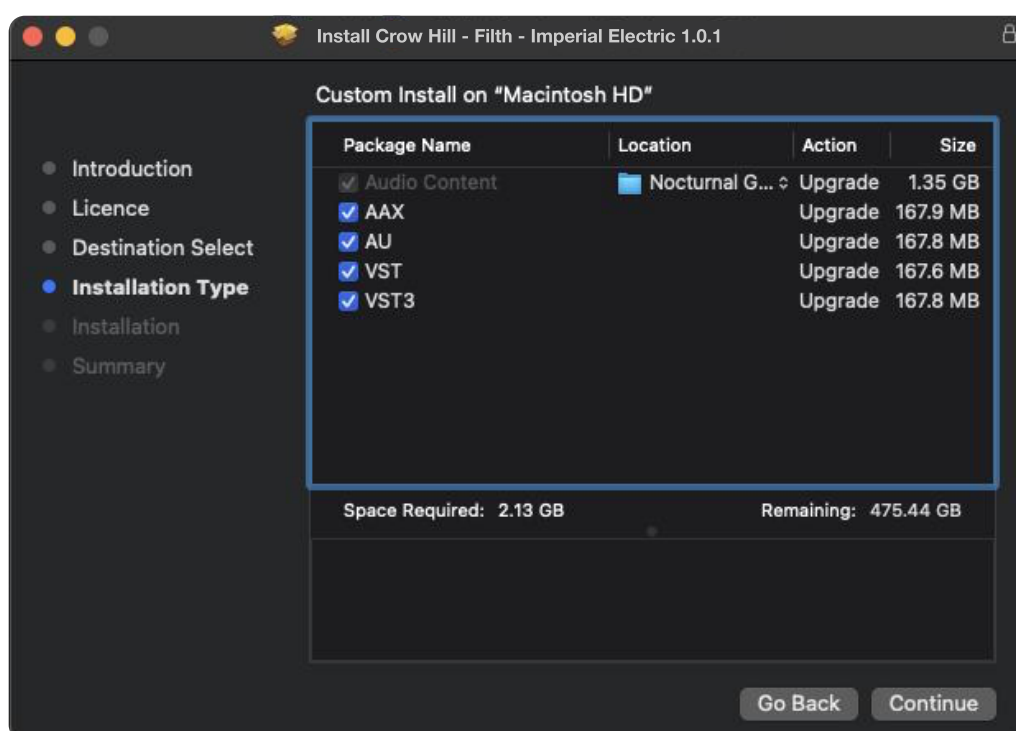 Install Crow Hill - Filth - Imperial Electric 1.0.1
Custom Install on “Macintosh HD”
Introduction
Licence
Destination Select
Installation Type
Installation
Summary
Package Name Location Action Size
Audio Content Nocturnal G... Upgrade 1.35 GB
AAX Upgrade 167.9 MB
AU Upgrade 167.8 MB
VST Upgrade 167.6 MB
VST3 Upgrade 167.8 MB
Space Required: 2.13 GB Remaining: 475.44 GB
Go Back Continue